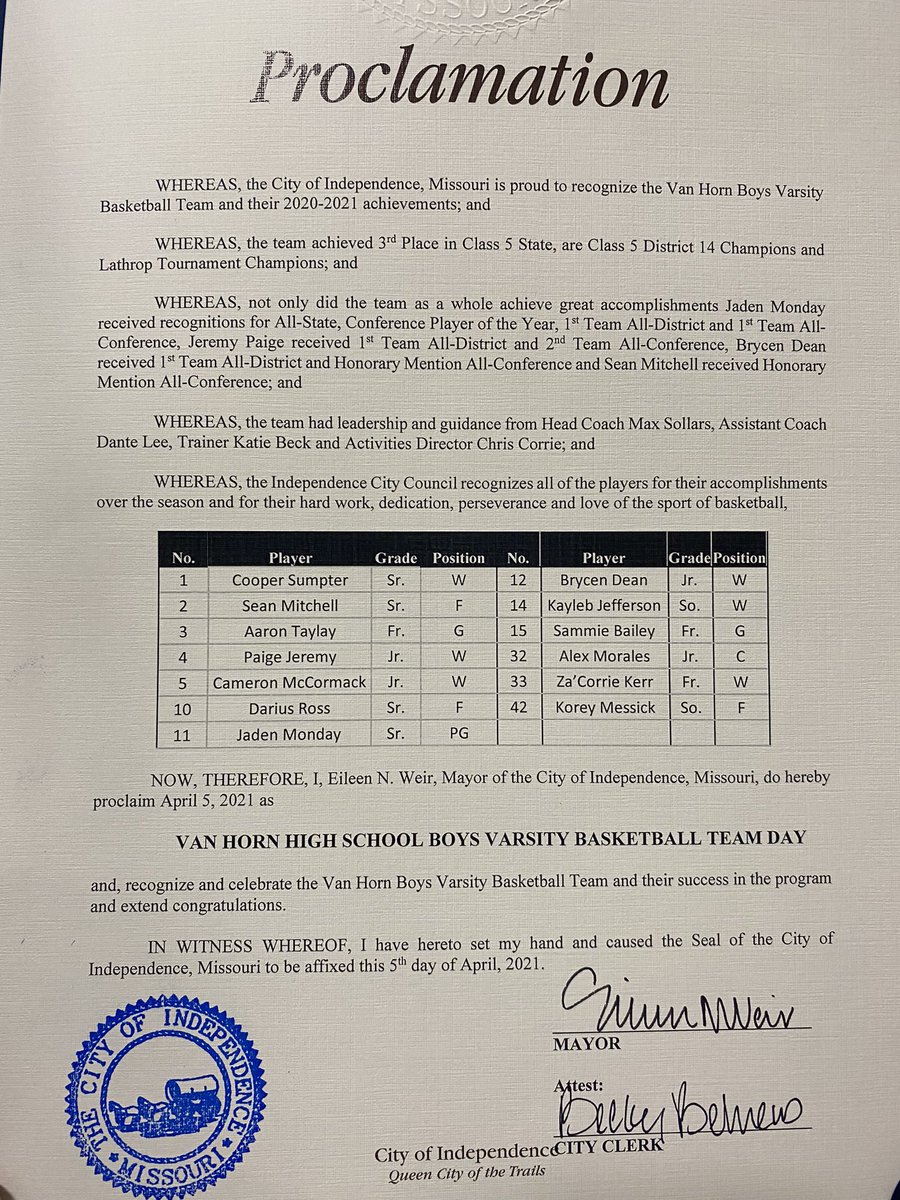 MISSOURI
Proclamation
WHEREAS, the City of Independence, Missouri is proud to recognize the Van Horn Boys Varsity
Basketball Team and their 2020-2021 achievements; and
WHEREAS, the team achieved 3rd Place in Class 5 State, are Class 5 District 14 Champions and
Lathrop Tournament Champions; and
WHEREAS, not only did the team as a whole achieve great accomplishments Jaden Monday
received recognitions for All-State, Conference Player of the Year, 1st Team All-District and 1st Team All-
Conference, Jeremy Paige received 1st Team All-District and 2nd Team All-Conference, Brycen Dean
received 1st Team All-District and Honorary Mention All-Conference and Sean Mitchell received Honorary
Mention All-Conference; and
WHEREAS, the team had leadership and guidance from Head Coach Max Sollars, Assistant Coach
Dante Lee, Trainer Katie Beck and Activities Director Chris Corrie; and
WHEREAS, the Independence City Council recognizes all of the players for their accomplishments
over the season and for their hard work, dedication, perseverance and love of the sport of basketball,
No. Player Grade Position No. Player Grade Position
1 Cooper Sumpter Sr. W 12 Brycen Dean Jr. W
2 Sean Mitchell Sr. F 14 Kayleb Jefferson So. W
3 Aaron Taylay Fr. G 15 Sammie Bailey Fr. G
4 Paige Jeremy Jr. W 32 Alex Morales Jr. C
5 Cameron McCormack Jr. W 33 Za'Corrie Kerr Fr. W
10 Darius Ross Sr. F 42 Korey Messick So. F
11 Jaden Monday Sr. PG
NOW, THEREFORE, I, Eileen N. Weir, Mayor of the City of Independence, Missouri, do hereby
proclaim April 5, 2021 as
VAN HORN HIGH SCHOOL BOYS VARSITY BASKETBALL TEAM DAY
and, recognize and celebrate the Van Horn Boys Varsity Basketball Team and their success in the program
and extend congratulations.
IN WITNESS WHEREOF, I have hereto set my hand and caused the Seal of the City of
Independence, Missouri to be affixed this 5th day of April, 2021.
Eileen N Weir
MAYOR
Attest:
Becky
CITY CLERK
THE CITY OF INDEPENDENCE
MISSOURI
City of Independence
Queen City of the Trails